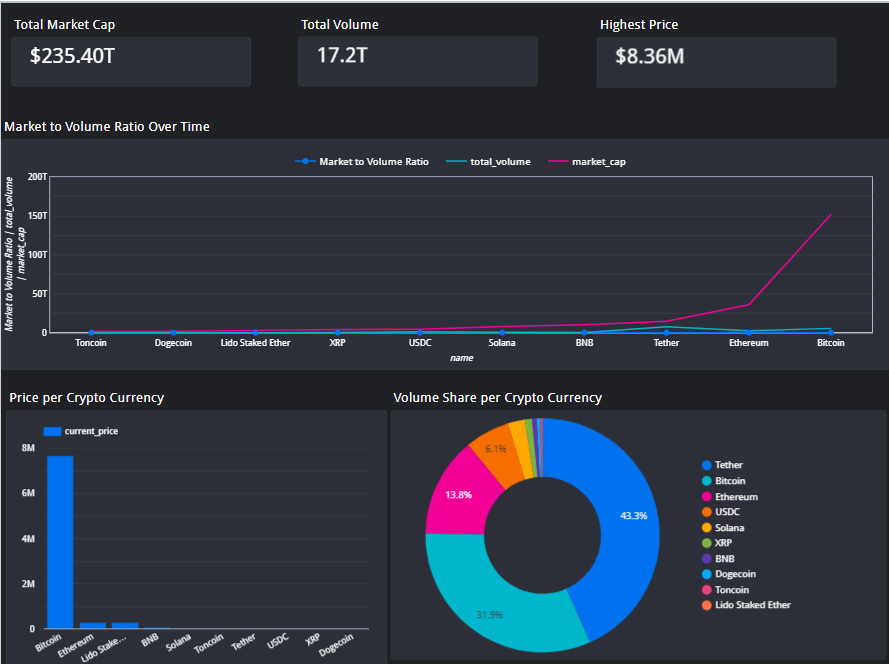 Total Market Cap
Total Volume
Highest Price
$235.40T
17.2T
$8.36M
Market to Volume Ratio Over Time
Market to Volume Ratio
total_volume
market_cap
Market to Volume Ratio | total_volume
| market_cap
200T
150T
100T
50T
0
Toncoin
Dogecoin
Lido Staked Ether
XRP
USDC
Solana
BNB
Tether
Ethereum
Bitcoin
name
Price per Crypto Currency
current_price
8M
6M
4M
2M
0
Bitcoin
Ethereum
Lido Stake...
BNB
Solana
Toncoin
Tether
USDC
XRP
Dogecoin
Volume Share per Crypto Currency
6.1%
13.8%
43.3%
31.9%
Tether
Bitcoin
Ethereum
USDC
Solana
XRP
BNB
Dogecoin
Toncoin
Lido Staked Ether